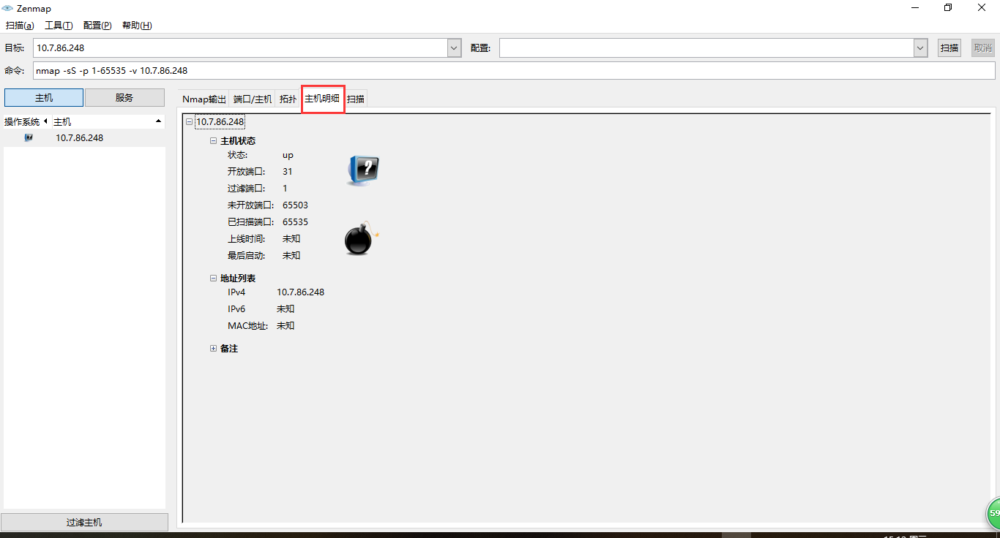 Zenmap
扫描(a) 工具(T) 配置(P) 帮助(H)
目标: 10.7.86.248 配置: 扫描 取消
命令: nmap -sS -p 1-65535 -v 10.7.86.248
主机 服务
Nmap输出 端口/主机 拓扑 主机明细 扫描
操作系统 主机
10.7.86.248
10.7.86.248
主机状态
状态: up
开放端口: 31
过滤端口: 1
未开放端口: 65503
已扫描端口: 65535
上线时间: 未知
最后启动: 未知
地址列表
IPv4 10.7.86.248
IPv6 未知
MAC地址: 未知
备注
过滤主机
59